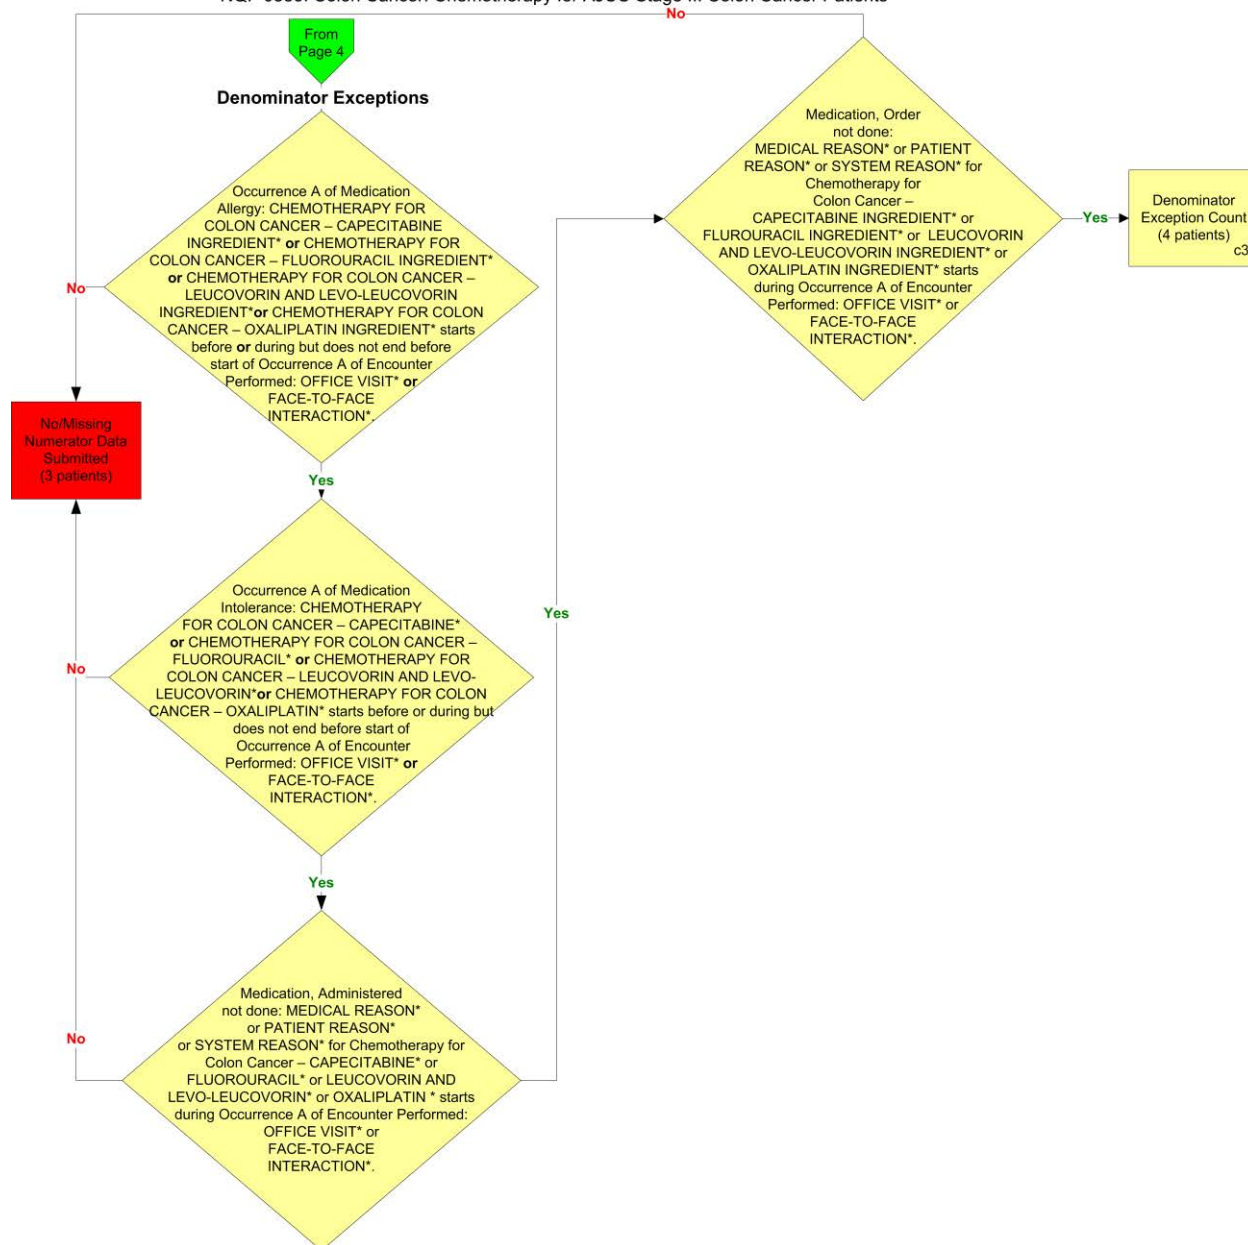 No
From
Page 4
Denominator Exceptions
Occurrence A of Medication
Allergy: CHEMOTHERAPY FOR
COLON CANCER – CAPECITABINE
INGREDIENT* or CHEMOTHERAPY FOR
COLON CANCER – FLUOROURACIL INGREDIENT*
or CHEMOTHERAPY FOR COLON CANCER –
LEUCOVORIN AND LEVO-LEUCOVORIN
INGREDIENT*or CHEMOTHERAPY FOR COLON
CANCER – OXALIPLATIN INGREDIENT* starts
before or during but does not end before
start of Occurrence A of Encounter
Performed: OFFICE VISIT* or
FACE-TO-FACE
INTERACTION*.
No
Yes
No/Missing
Numerator Data
Submitted
(3 patients)
Occurrence A of Medication
Intolerance: CHEMOTHERAPY
FOR COLON CANCER – CAPECITABINE*
or CHEMOTHERAPY FOR COLON CANCER –
FLUOROURACIL* or CHEMOTHERAPY FOR
COLON CANCER – LEUCOVORIN AND LEVO-
LEUCOVORIN*or CHEMOTHERAPY FOR COLON
CANCER – OXALIPLATIN* starts before or during but
does not end before start of
Occurrence A of Encounter
Performed: OFFICE VISIT* or
FACE-TO-FACE
INTERACTION*.
No
Yes
Medication, Administered
not done: MEDICAL REASON*
or PATIENT REASON*
or SYSTEM REASON* for Chemotherapy for
Colon Cancer – CAPECITABINE* or
FLUOROURACIL* or LEUCOVORIN AND
LEVO-LEUCOVORIN* or OXALIPLATIN * starts
during Occurrence A of Encounter Performed:
OFFICE VISIT* or
FACE-TO-FACE
INTERACTION*.
No
Yes
Medication, Order
not done:
MEDICAL REASON* or PATIENT
REASON* or SYSTEM REASON* for
Chemotherapy for
Colon Cancer –
CAPECITABINE INGREDIENT* or
FLUROURACIL INGREDIENT* or LEUCOVORIN
AND LEVO-LEUCOVORIN INGREDIENT* or
OXALIPLATIN INGREDIENT* starts
during Occurrence A of Encounter
Performed: OFFICE VISIT* or
FACE-TO-FACE
INTERACTION*.
Yes
Denominator
Exception Count
(4 patients)
c3